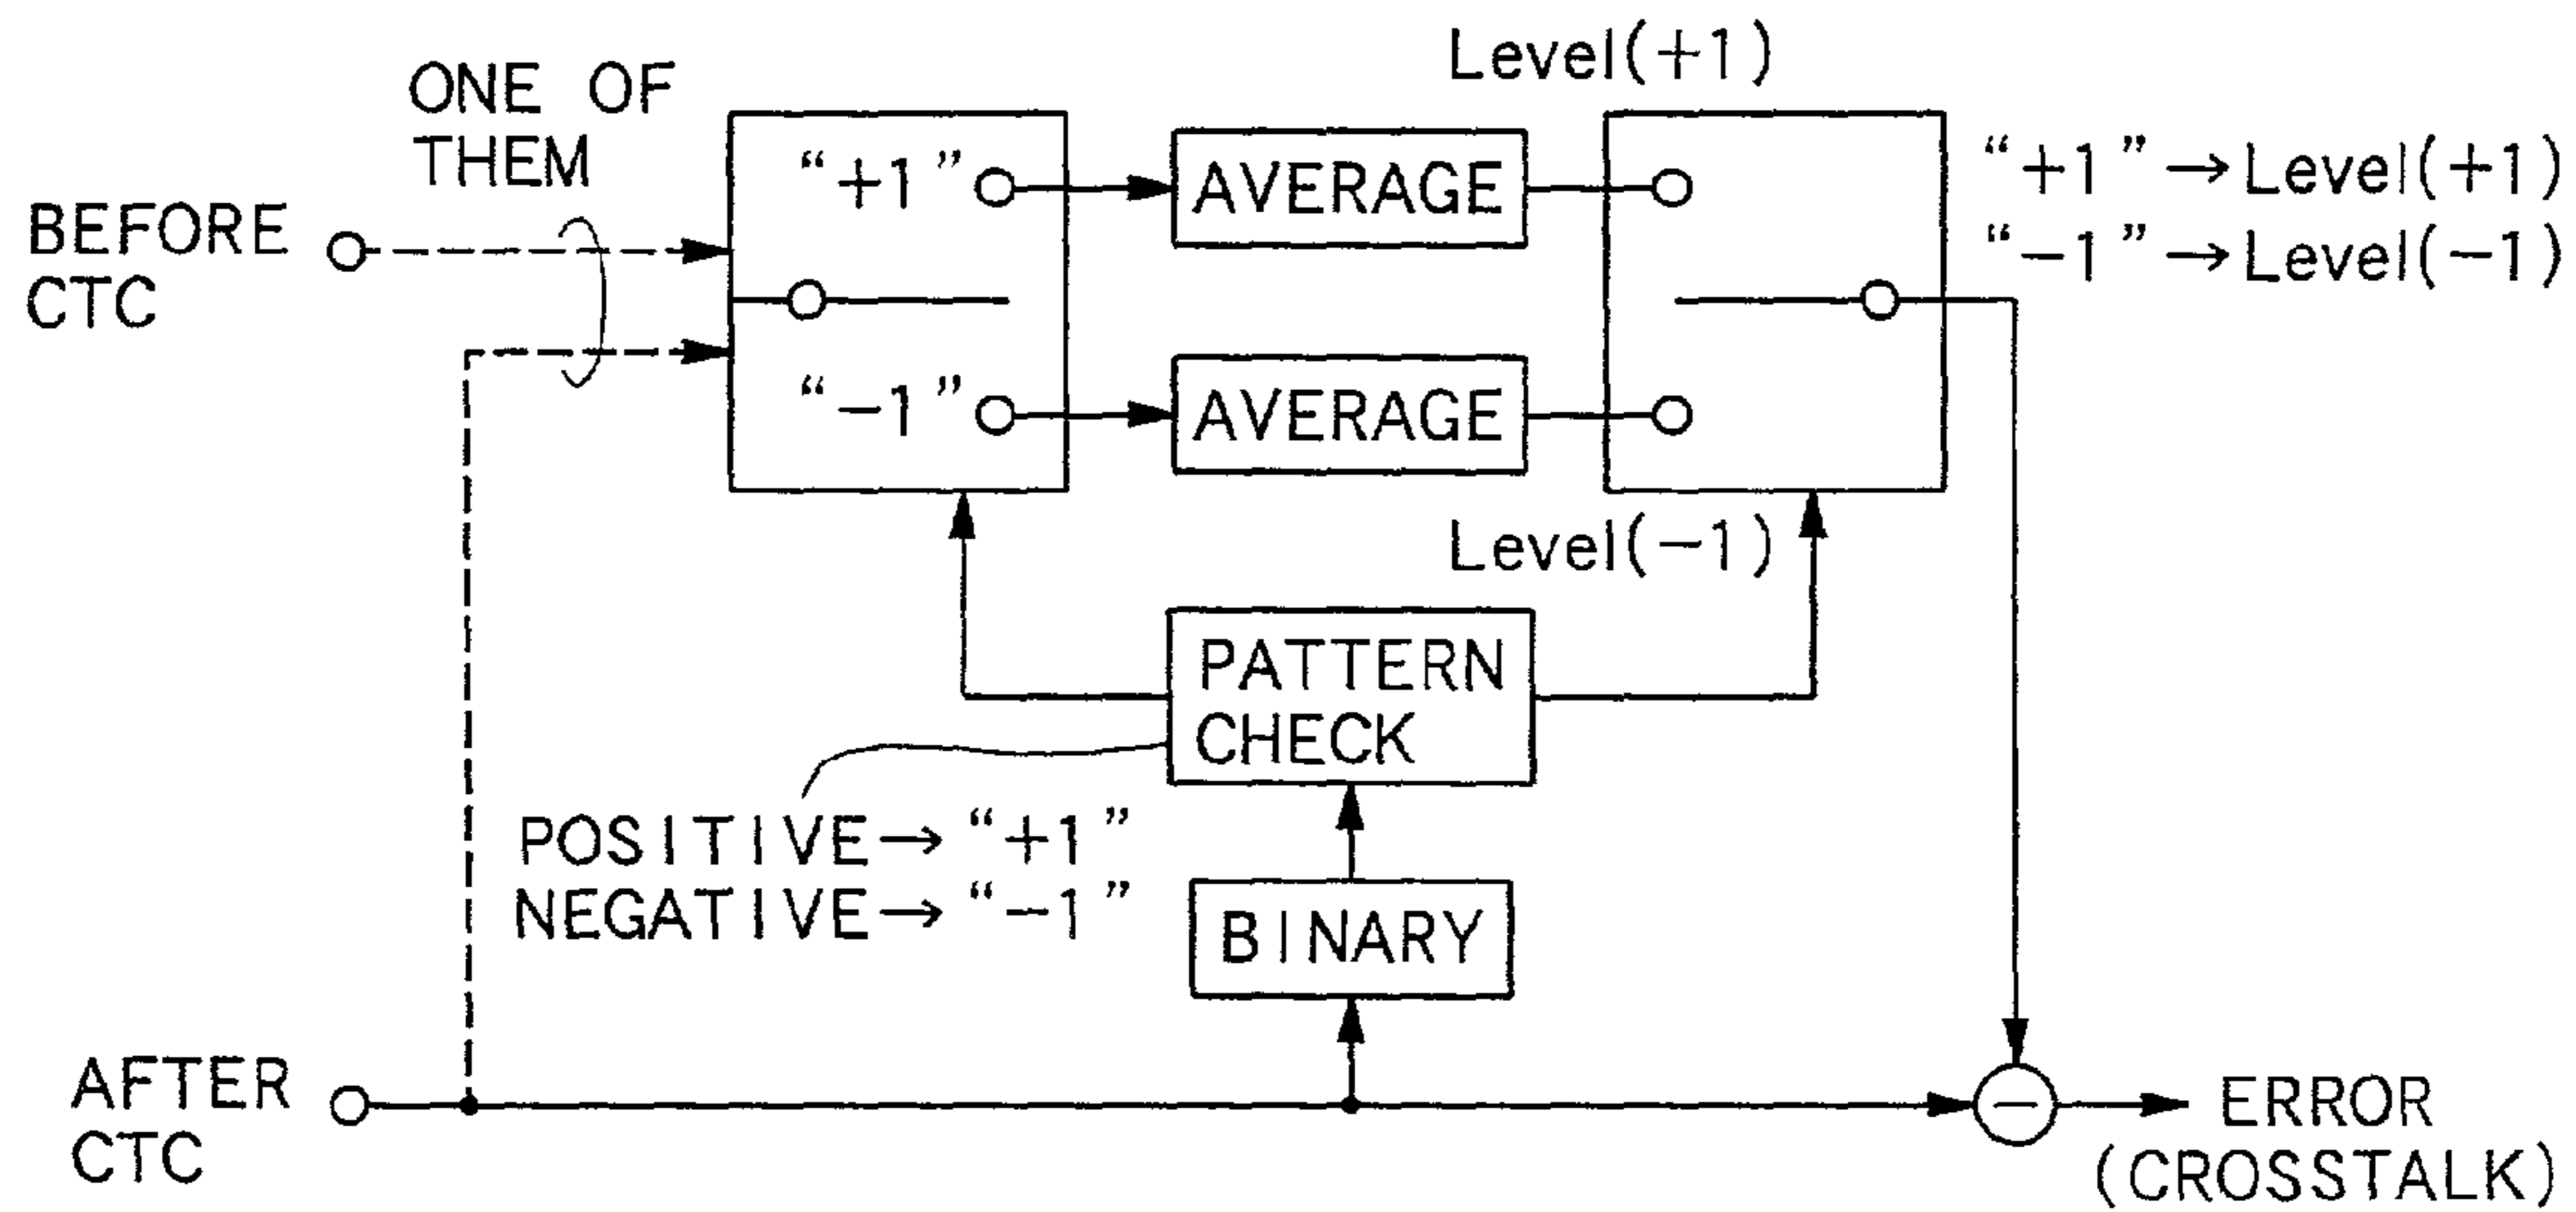 Level(+1)
ONE OF
THEM
“+1”
AVERAGE
“+1”→Level(+1)
BEFORE
CTC
“-1”→Level(-1)
“-1”
AVERAGE
Level(-1)
PATTERN
CHECK
POSITIVE→“+1”
NEGATIVE→“-1”
BINARY
AFTER
CTC
−
ERROR
(CROSSTALK)